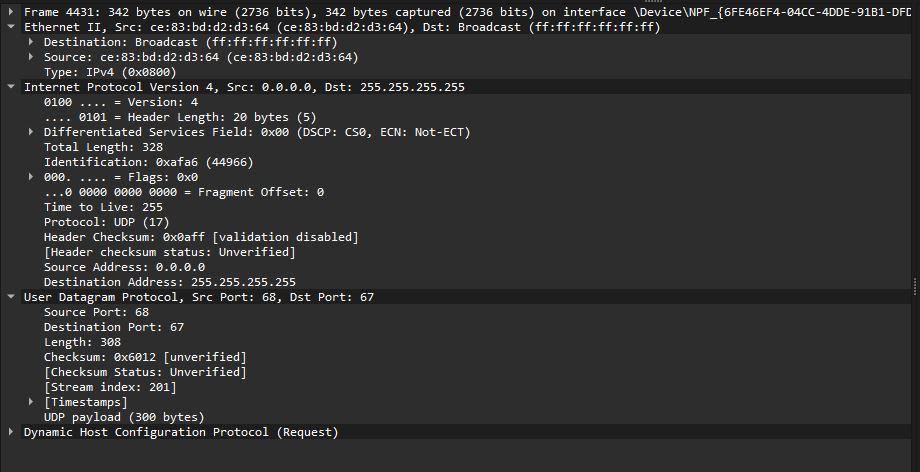 Frame 4431: 342 bytes on wire (2736 bits), 342 bytes captured (2736 bits) on interface \Device\NPF_{6FE46EF4-04CC-4DDE-91B1-DFD
Ethernet II, Src: ce:83:bd:d2:d3:64 (ce:83:bd:d2:d3:64), Dst: Broadcast (ff:ff:ff:ff:ff:ff)
Destination: Broadcast (ff:ff:ff:ff:ff:ff)
Source: ce:83:bd:d2:d3:64 (ce:83:bd:d2:d3:64)
Type: IPv4 (0x0800)
Internet Protocol Version 4, Src: 0.0.0.0, Dst: 255.255.255.255
0100 .... = Version: 4
.... 0101 = Header Length: 20 bytes (5)
Differentiated Services Field: 0x00 (DSCP: CS0, ECN: Not-ECT)
Total Length: 328
Identification: 0xafa6 (44966)
000. .... = Flags: 0x0
...0 0000 0000 0000 = Fragment Offset: 0
Time to Live: 255
Protocol: UDP (17)
Header Checksum: 0x0aff [validation disabled]
[Header checksum status: Unverified]
Source Address: 0.0.0.0
Destination Address: 255.255.255.255
User Datagram Protocol, Src Port: 68, Dst Port: 67
Source Port: 68
Destination Port: 67
Length: 308
Checksum: 0x6012 [unverified]
[Checksum Status: Unverified]
[Stream index: 201]
[Timestamps]
UDP payload (300 bytes)
Dynamic Host Configuration Protocol (Request)